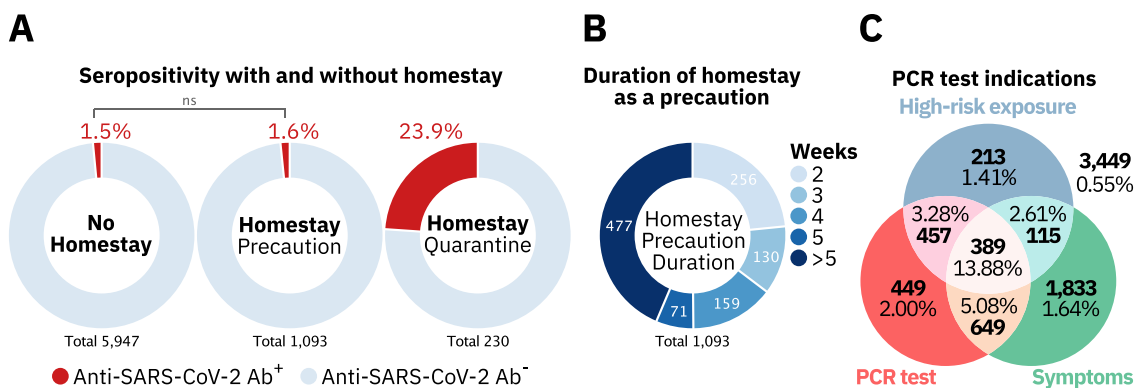 A
Seropositivity with and without homestay
ns
1.5%
1.6%
23.9%
No
Homestay
Homestay
Precaution
Homestay
Quarantine
Total 5,947
Total 1,093
Total 230
Anti-SARS-CoV-2 Ab+
Anti-SARS-CoV-2 Ab-
B
Duration of homestay
as a precaution
256
130
159
71
477
Homestay
Precaution
Duration
Total 1,093
Weeks
2
3
4
5
>5
C
PCR test indications
High-risk exposure
213
1.41%
3,449
0.55%
3.28%
457
2.61%
115
389
13.88%
449
2.00%
1,833
1.64%
5.08%
649
PCR test
Symptoms